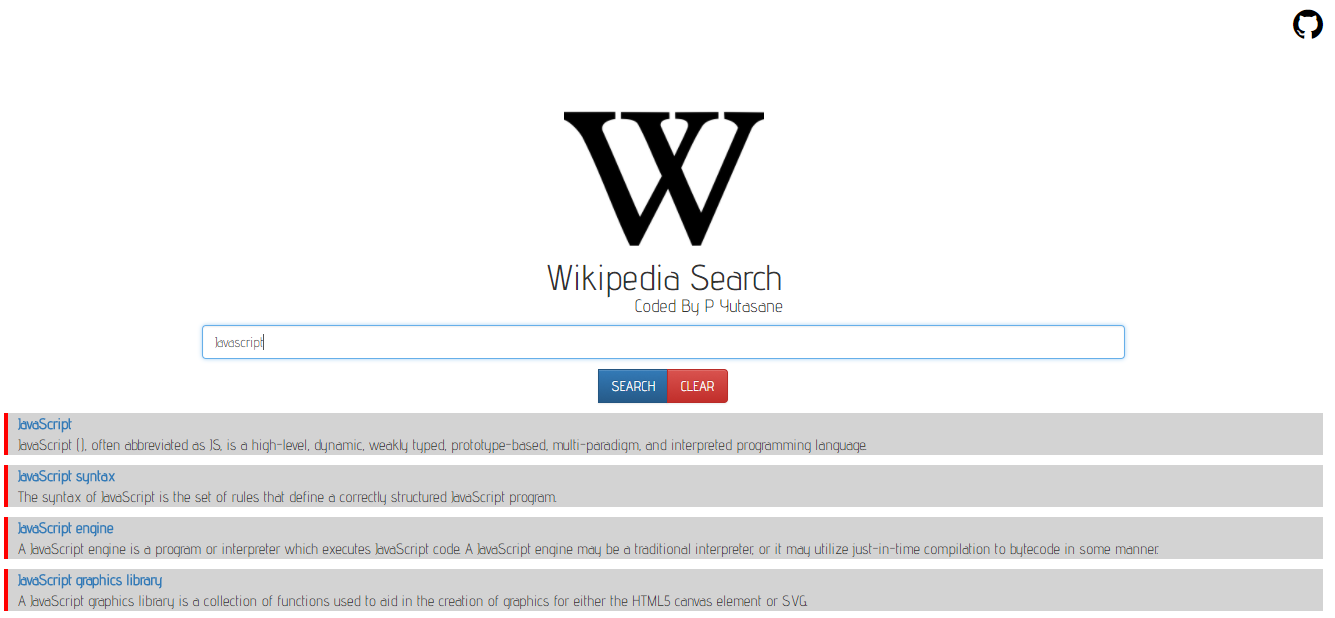 W
Wikipedia Search
Coded By P Yutasane
Javascript
SEARCH CLEAR
JavaScript
JavaScript (), often abbreviated as JS, is a high-level, dynamic, weakly typed, prototype-based, multi-paradigm, and interpreted programming language.
JavaScript syntax
The syntax of JavaScript is the set of rules that define a correctly structured JavaScript program.
JavaScript engine
A JavaScript engine is a program or interpreter which executes JavaScript code. A JavaScript engine may be a traditional interpreter, or it may utilize just-in-time compilation to bytecode in some manner.
JavaScript graphics library
A JavaScript graphics library is a collection of functions used to aid in the creation of graphics for either the HTML5 canvas element or SVG.